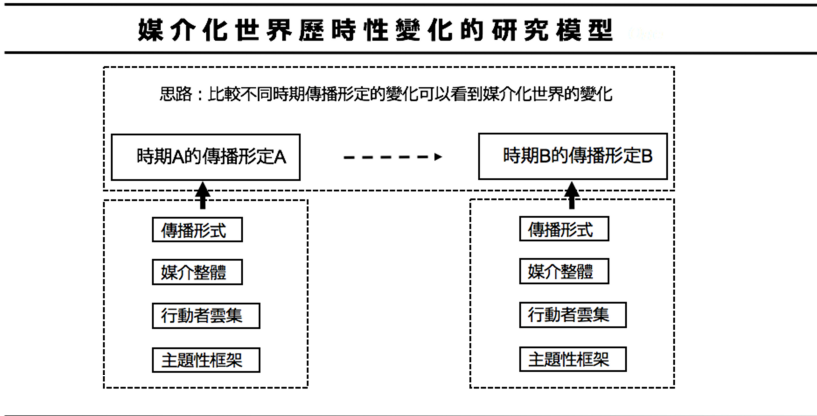 媒介化世界歷時性變化的研究模型
思路：比較不同時期傳播形定的變化可以看到媒介化世界的變化
時期A的傳播形定A
時期B的傳播形定B
傳播形式
媒介整體
行動者雲集
主題性框架
傳播形式
媒介整體
行動者雲集
主題性框架